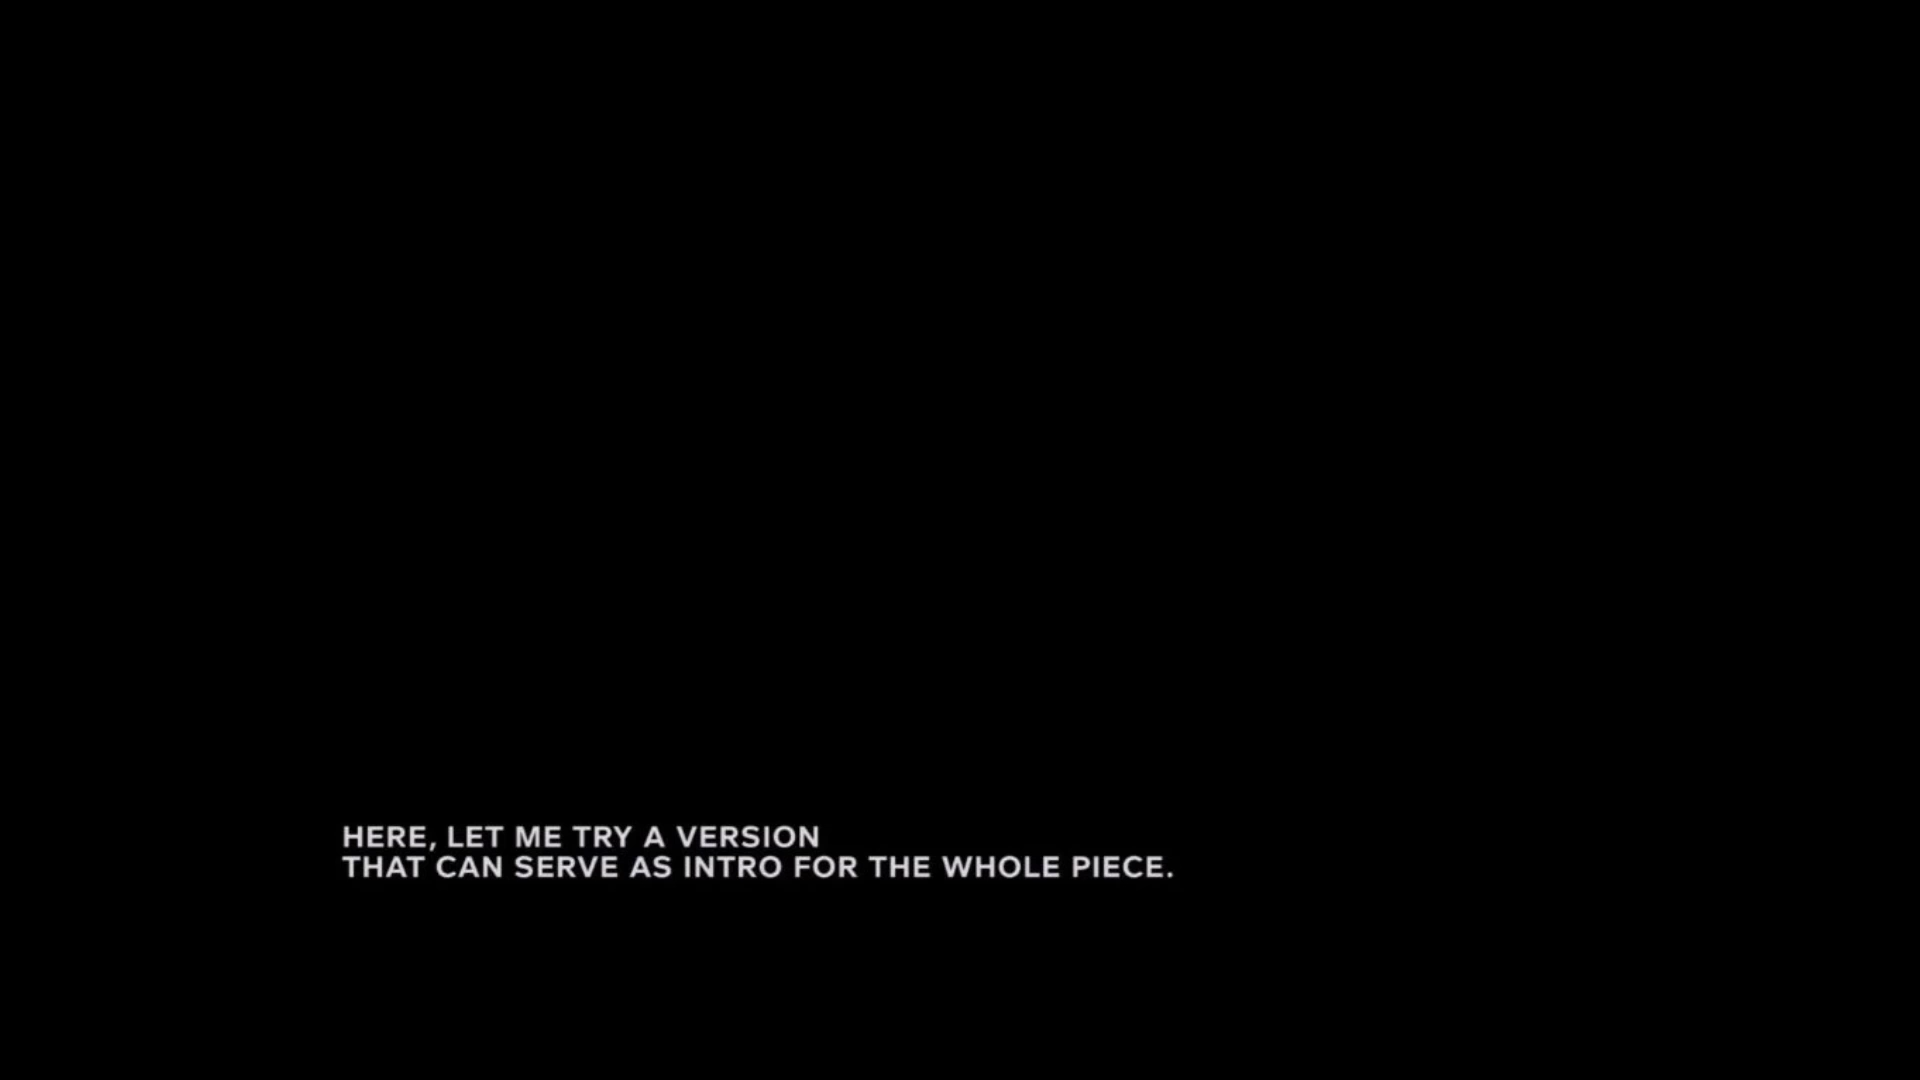 HERE, LET ME TRY A VERSION
THAT CAN SERVE AS INTRO FOR THE WHOLE PIECE.